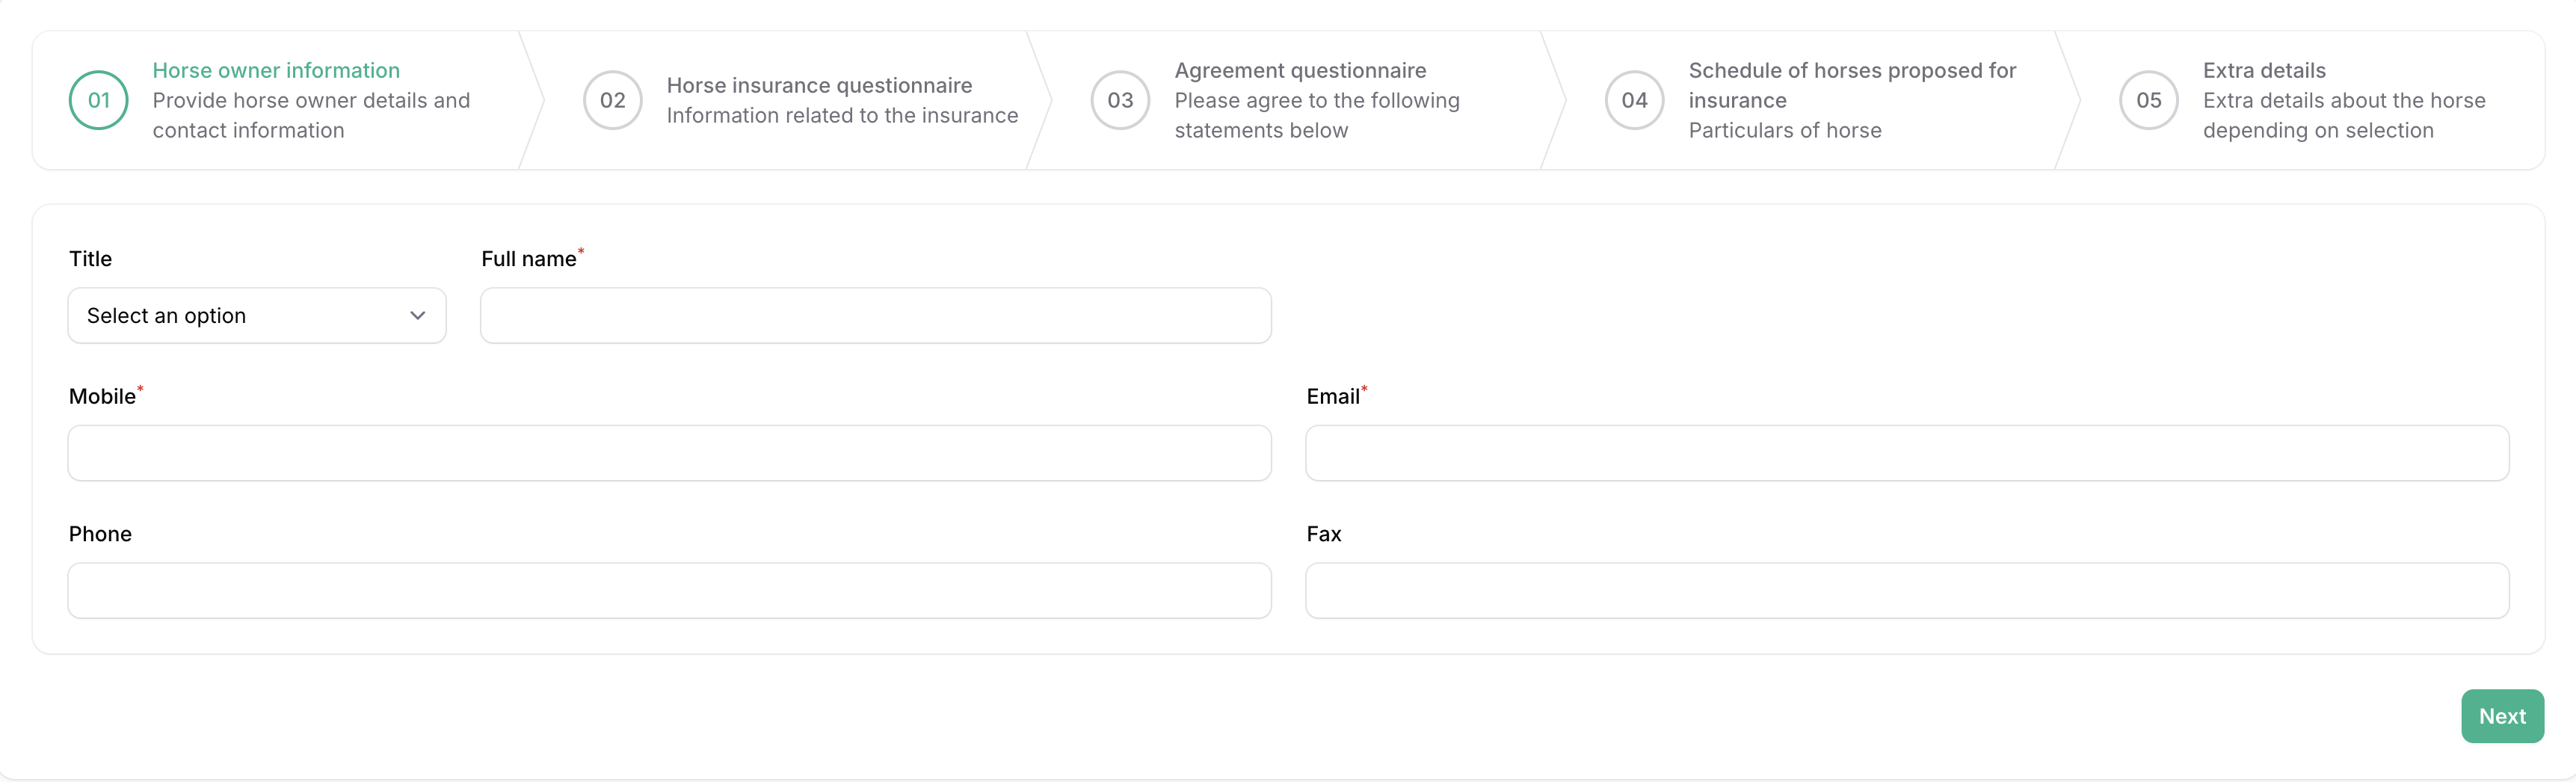 01
Horse owner information
Provide horse owner details and
contact information
02
Horse insurance questionnaire
Information related to the insurance
03
Agreement questionnaire
Please agree to the following
statements below
04
Schedule of horses proposed for
insurance
Particulars of horse
05
Extra details
Extra details about the horse
depending on selection
Title
Full name*
Select an option
Mobile*
Email*
Phone
Fax
Next